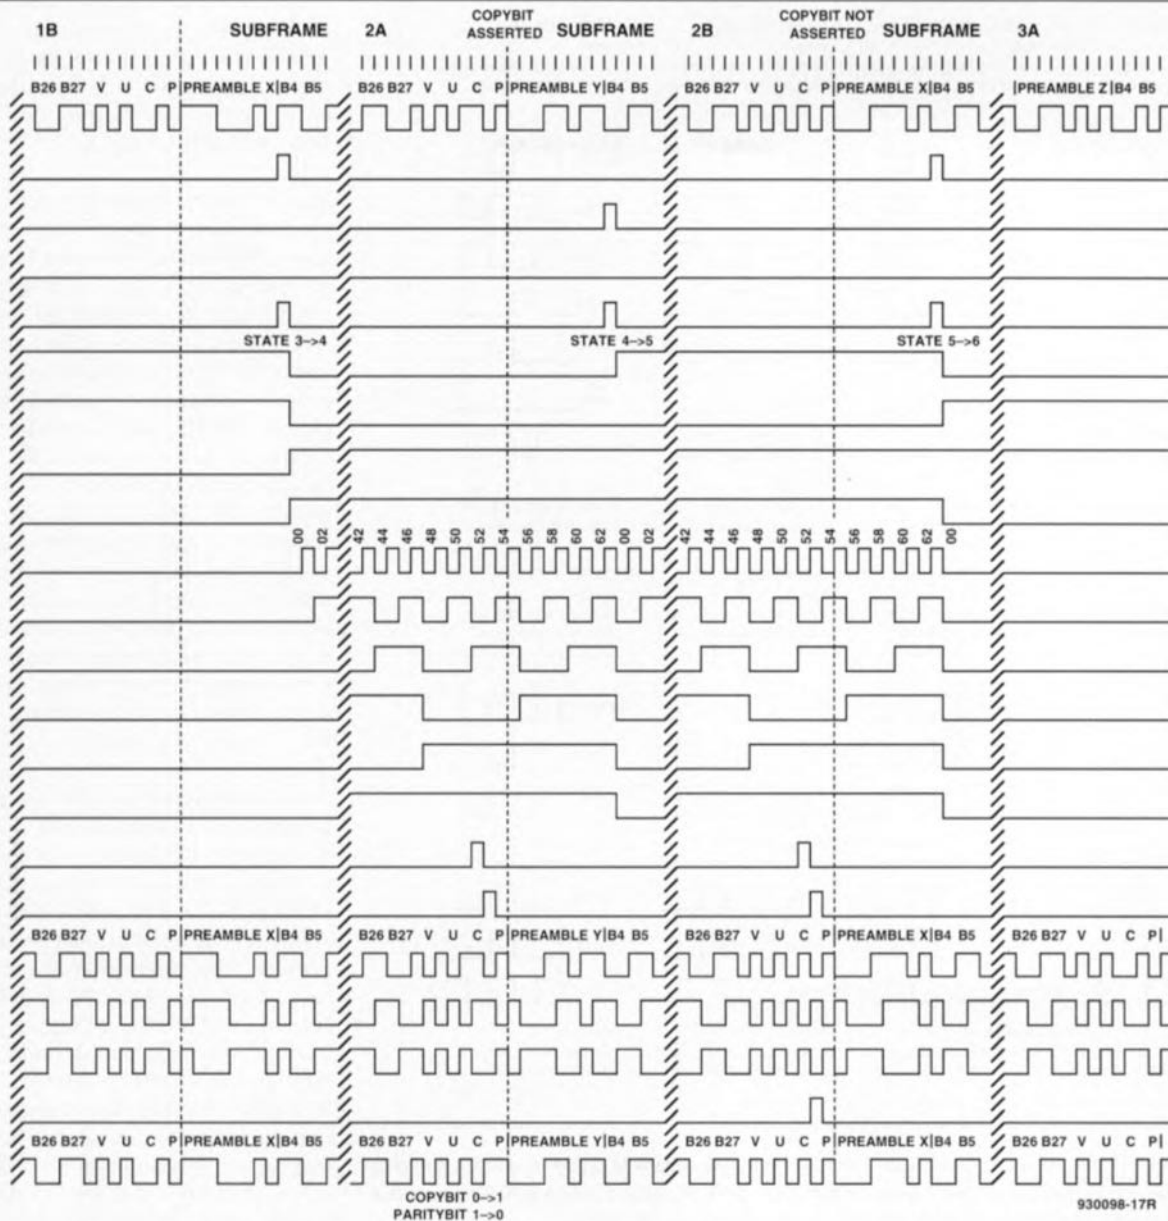 1B SUBFRAME 2A COPYBIT ASSERTED SUBFRAME 2B COPYBIT NOT ASSERTED SUBFRAME 3A
B26 B27 V U C P|PREAMBLE X|B4 B5 B26 B27 V U C P|PREAMBLE Y|B4 B5 B26 B27 V U C P|PREAMBLE X|B4 B5 |PREAMBLE Z|B4 B5
STATE 3–>4 STATE 4–>5 STATE 5–>6
00 02 42 44 46 48 50 52 54 56 58 60 62 00 02 42 44 46 48 50 52 54 56 58 60 62 00
B26 B27 V U C P|PREAMBLE X|B4 B5 B26 B27 V U C P|PREAMBLE Y|B4 B5 B26 B27 V U C P|PREAMBLE X|B4 B5 B26 B27 V U C P|
B26 B27 V U C P|PREAMBLE X|B4 B5 B26 B27 V U C P|PREAMBLE Y|B4 B5 B26 B27 V U C P|PREAMBLE X|B4 B5 B26 B27 V U C P|
COPYBIT 0–>1
PARITYBIT 1–>0
930098-17R